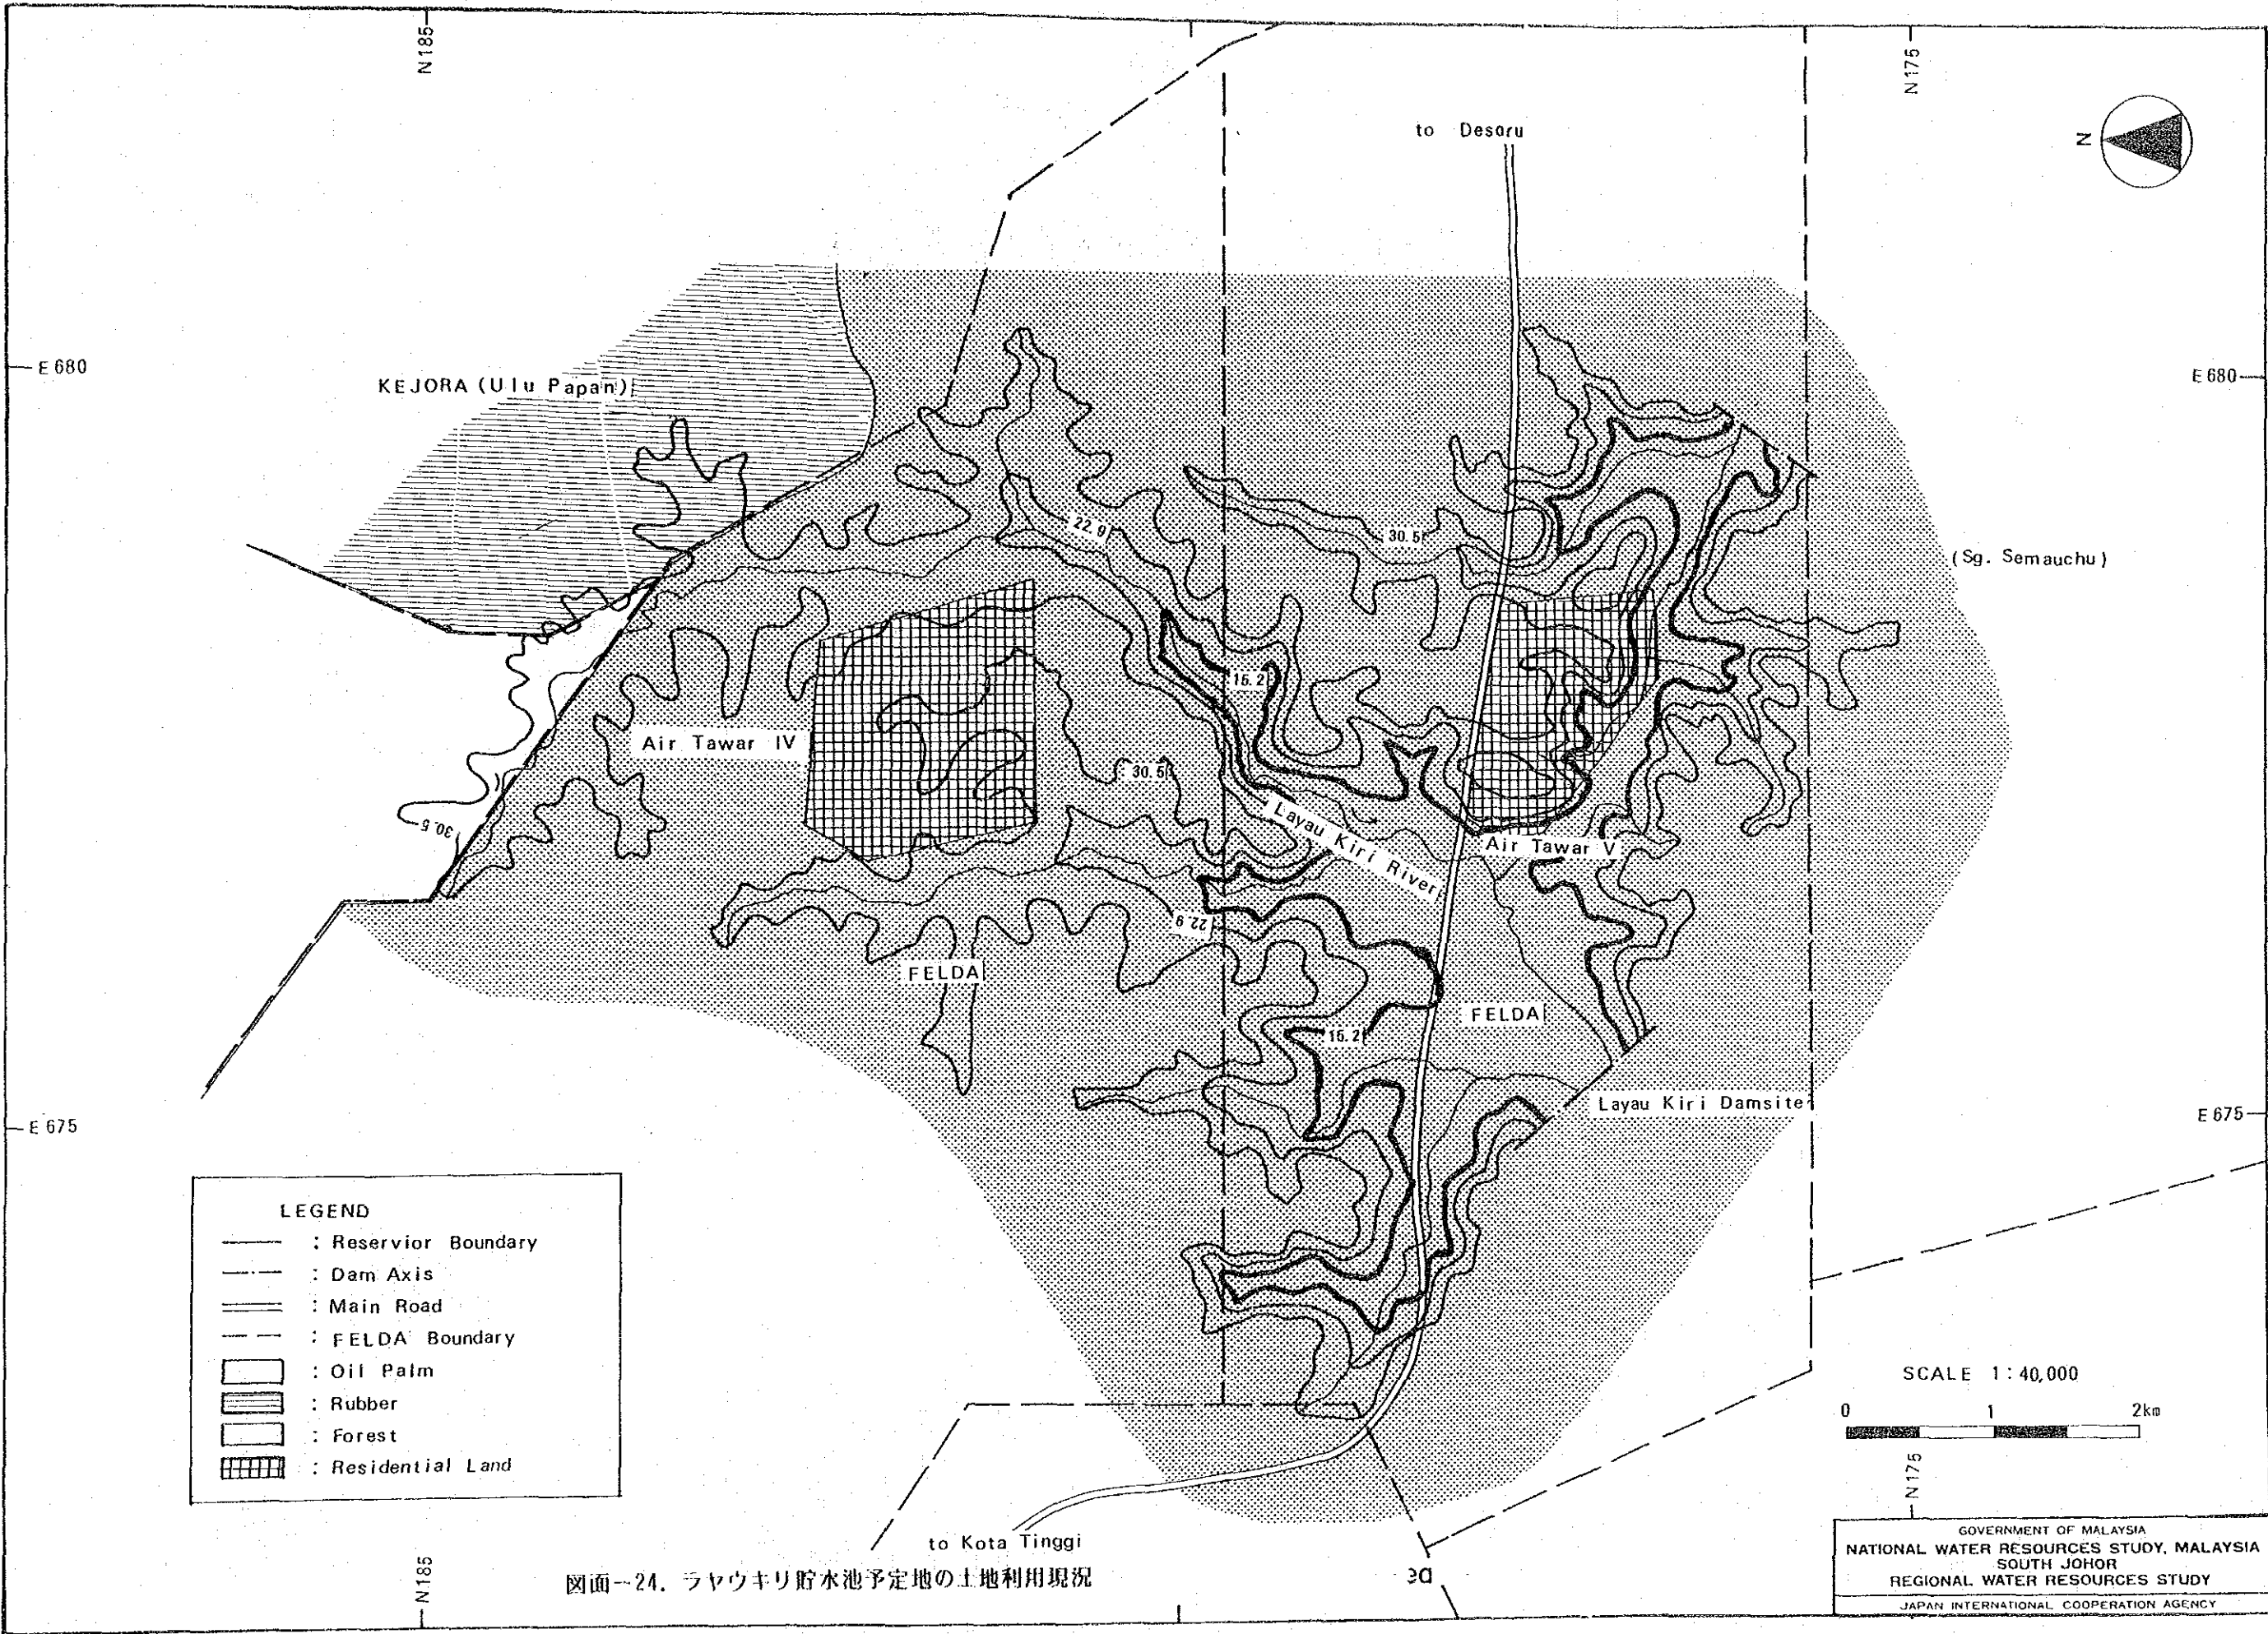 N185
N175
to Desaru
N
E 680
E 680
KEJORA (Ulu Papan)
22.9
30.5
(Sg. Semauchu)
15.2
Air Tawar IV
30.5
30.5
Layau Kiri River
Air Tawar V
22.9
FELDA
FELDA
15.2
Layau Kiri Damsite
E 675
E 675
LEGEND
: Reservior Boundary
: Dam Axis
: Main Road
: FELDA Boundary
: Oil Palm
: Rubber
: Forest
: Residential Land
SCALE 1:40,000
0 1 2km
N175
to Kota Tinggi
N185
図面-24. ラヤウキリ貯水池予定地の土地利用現況
GOVERNMENT OF MALAYSIA
NATIONAL WATER RESOURCES STUDY, MALAYSIA
SOUTH JOHOR
REGIONAL WATER RESOURCES STUDY
JAPAN INTERNATIONAL COOPERATION AGENCY